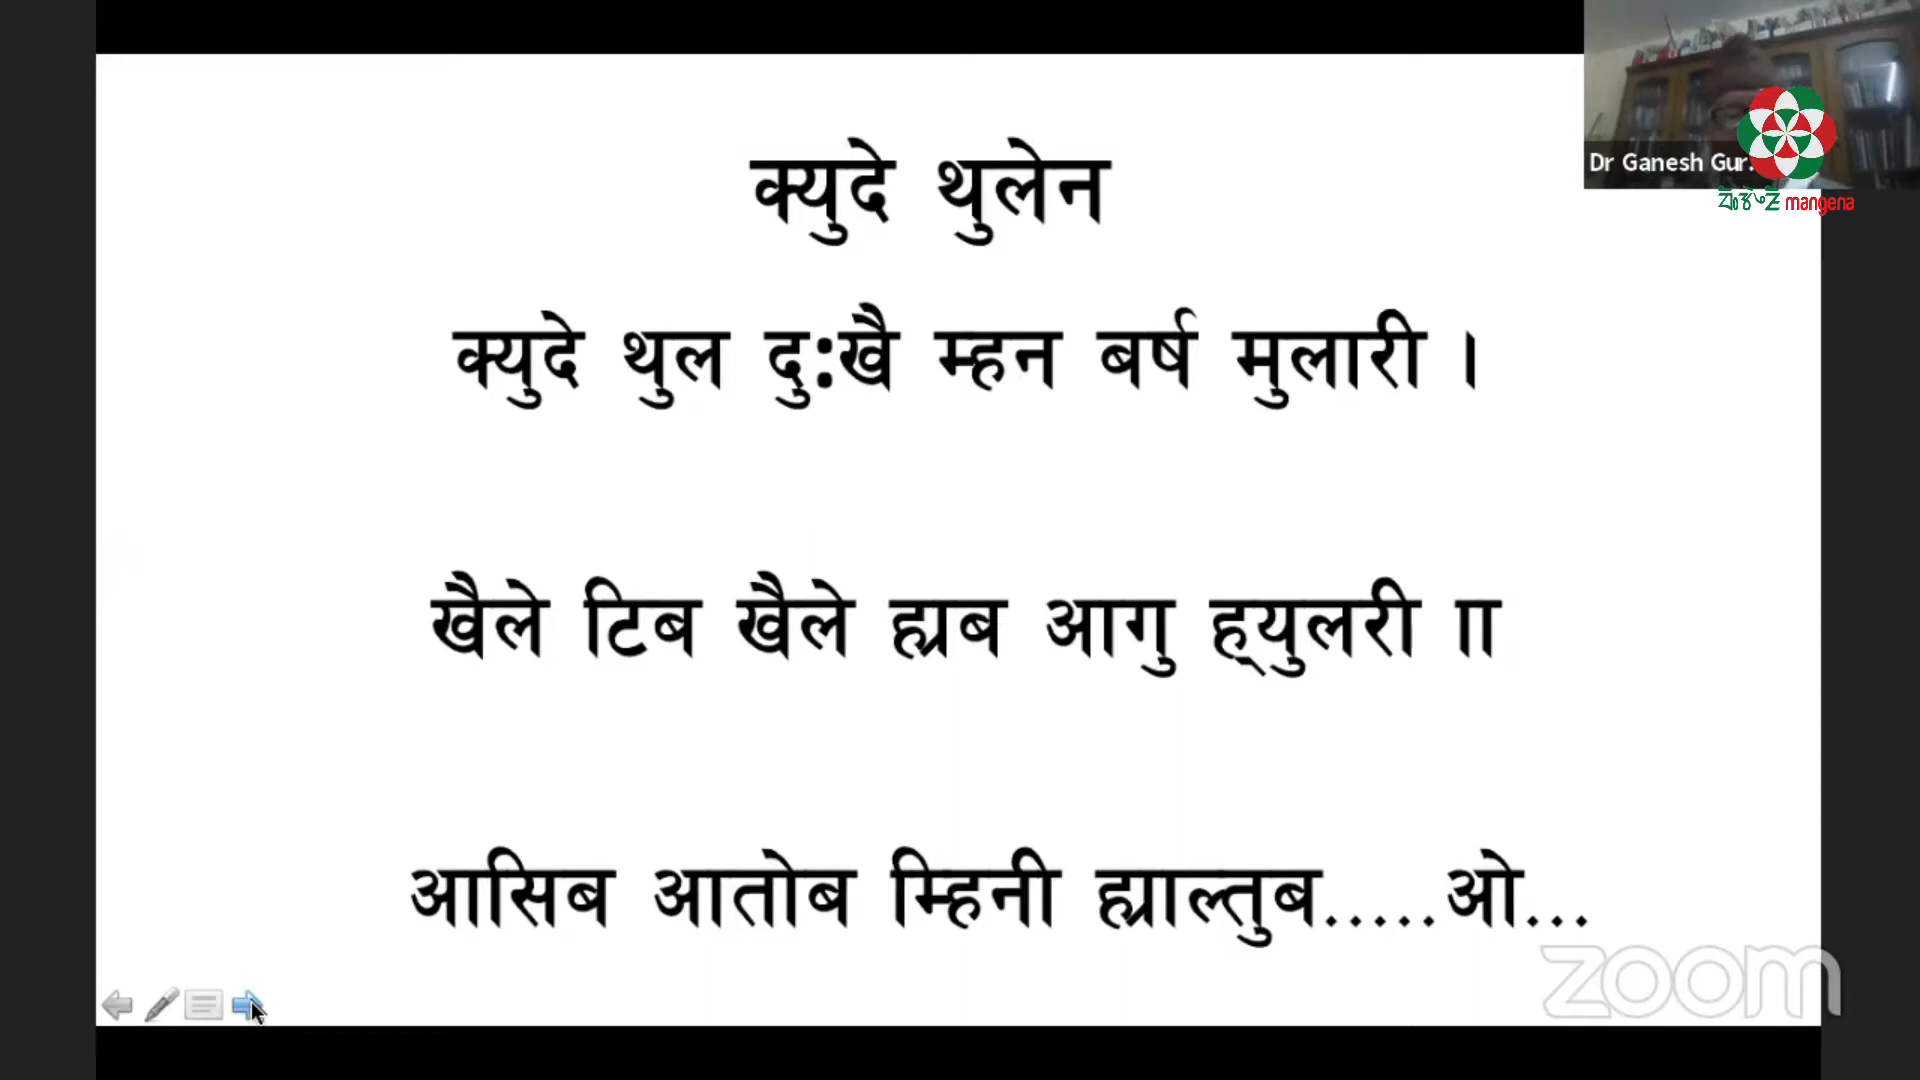 क्युदे थुलेन
क्युदे थुल दुःखै म्हन बर्ष मुलारी ।
खैले टिब खैले ह्रब आगु ह्‌युलरी ॥
आसिब आतोब म्हिनी ह्राल्तुब.....ओ...
Dr Ganesh Gur
mangena
zoom